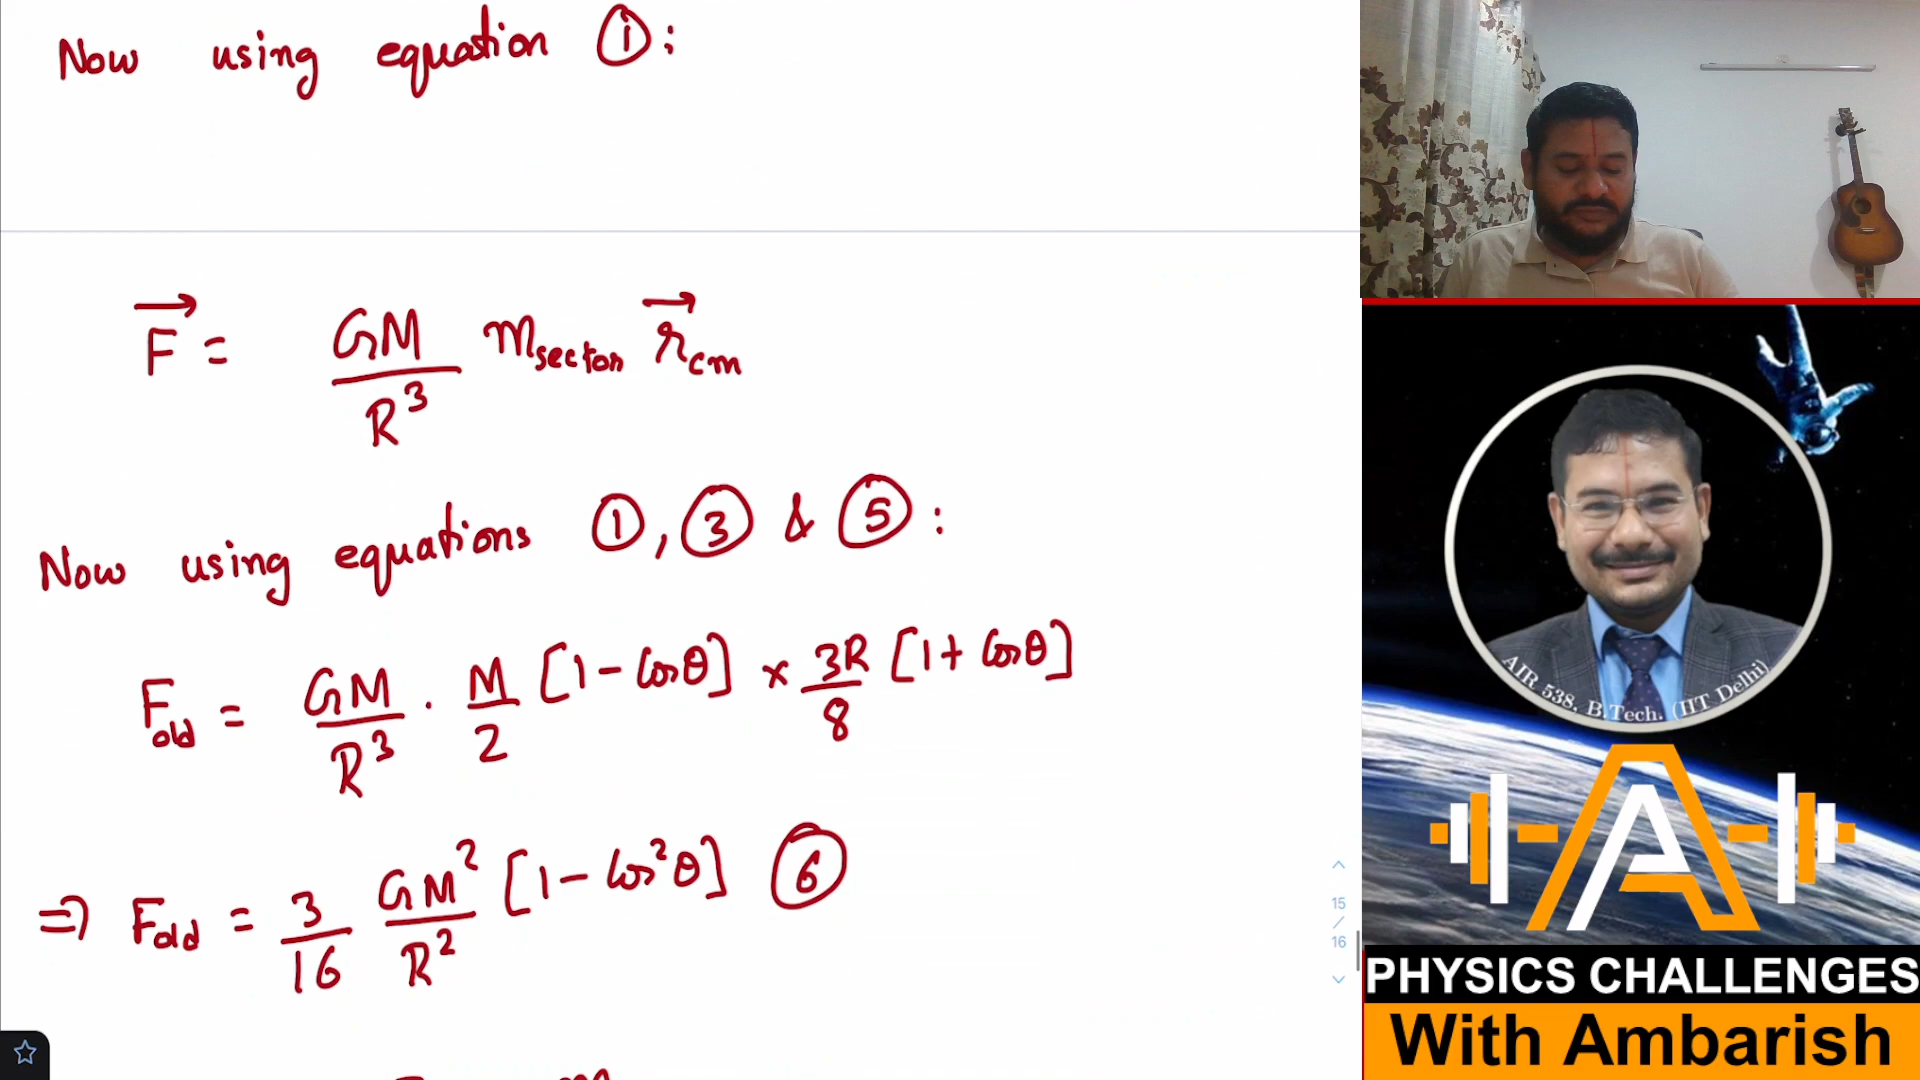 Now using equation ① :
F⃗ = GM/R³ m_sector r⃗_cm
Now using equations ①, ③ & ⑤ :
F_old = GM/R³ · M/2 [1 - Cosθ] × 3R/8 [1 + Cosθ]
⇒ F_old = 3/16 GM²/R² [1 - Cos²θ] ⑥
15
/
16
AIR 538, B.Tech. (IIT Delhi)
A
PHYSICS CHALLENGES
With Ambarish